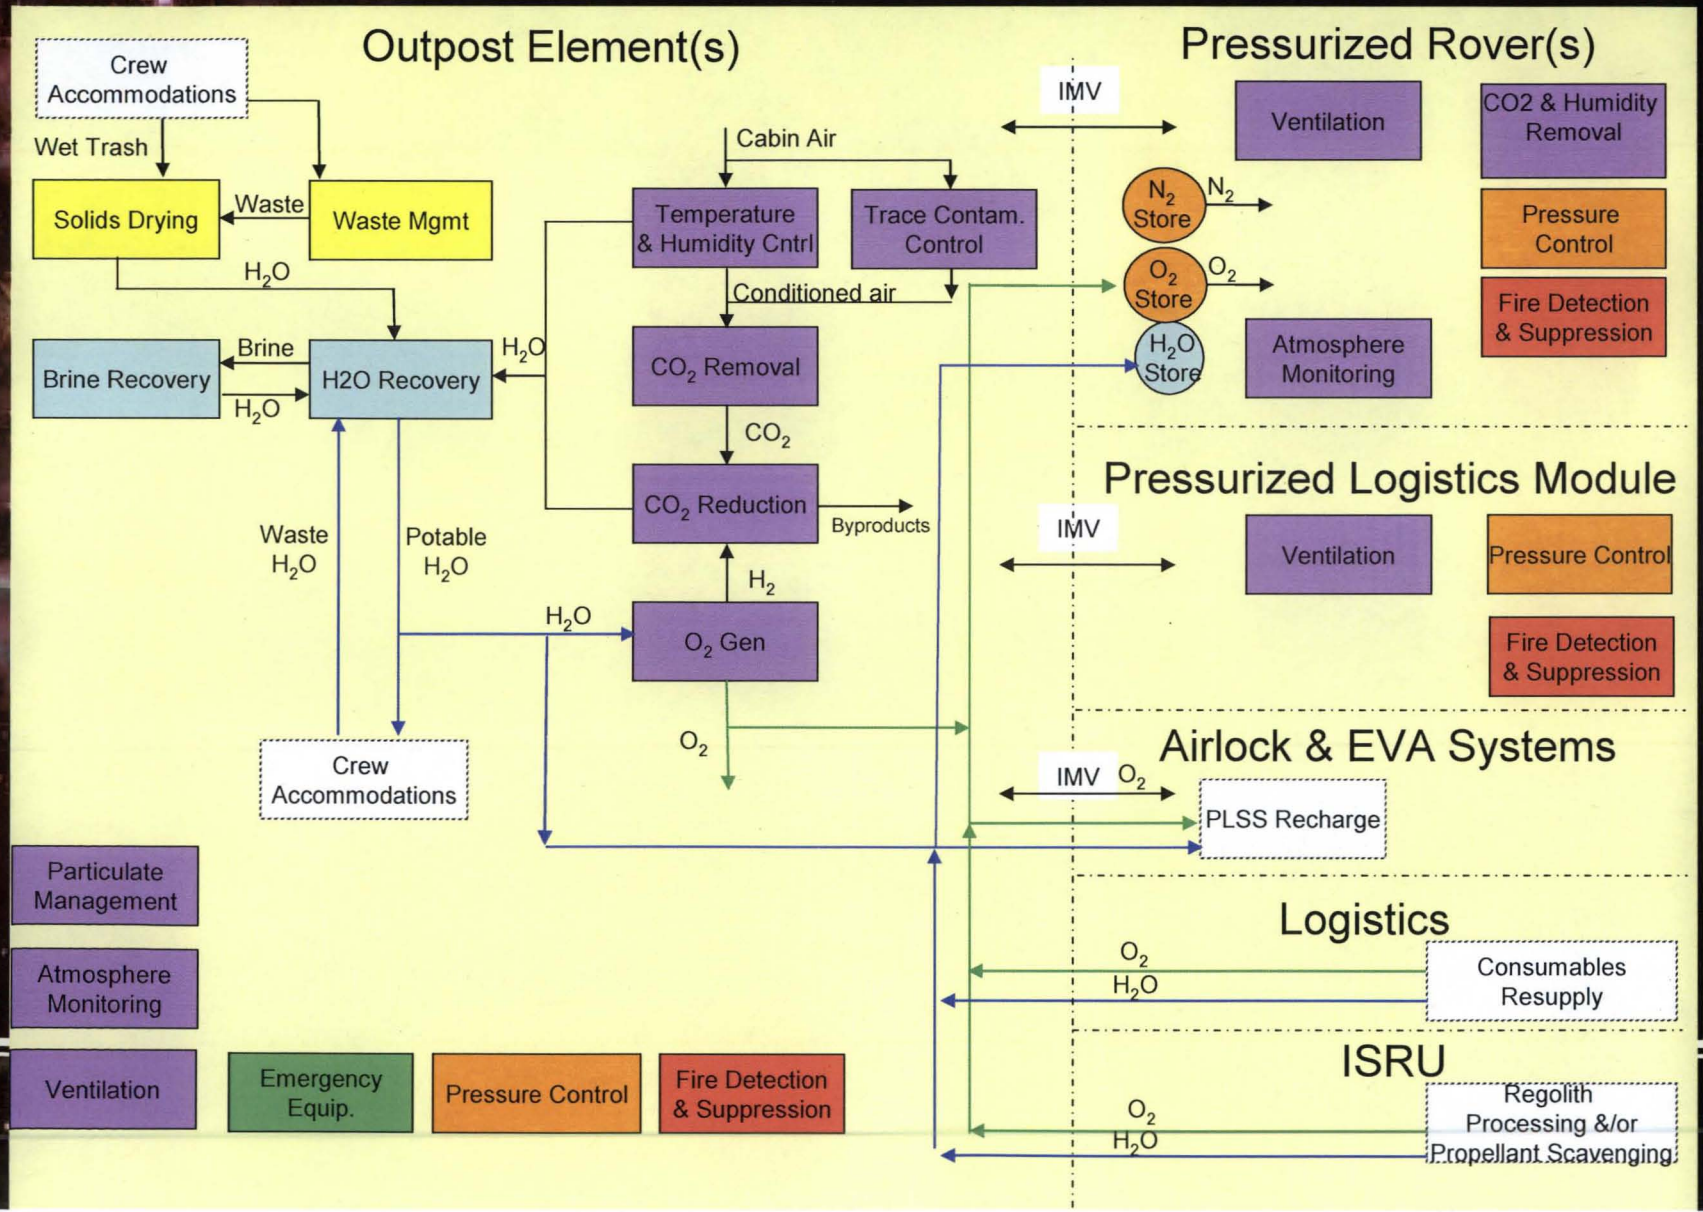 Outpost Element(s)
Crew
Accommodations
Wet Trash
Solids Drying
Waste
Waste Mgmt
H2O
Brine Recovery
Brine
H2O
H2O Recovery
H2O
Waste
H2O
Potable
H2O
Crew
Accommodations
Cabin Air
Temperature
& Humidity Cntrl
Trace Contam.
Control
Conditioned air
CO2 Removal
CO2
CO2 Reduction
Byproducts
H2
H2O
O2 Gen
O2
Particulate
Management
Atmosphere
Monitoring
Ventilation
Emergency
Equip.
Pressure Control
Fire Detection
& Suppression
Pressurized Rover(s)
IMV
Ventilation
CO2 & Humidity
Removal
N2
Store
N2
Pressure
Control
O2
Store
O2
Fire Detection
& Suppression
H2O
Store
Atmosphere
Monitoring
Pressurized Logistics Module
IMV
Ventilation
Pressure Control
Fire Detection
& Suppression
Airlock & EVA Systems
IMV
O2
PLSS Recharge
Logistics
O2
H2O
Consumables
Resupply
ISRU
O2
H2O
Regolith
Processing &/or
Propellant Scavenging